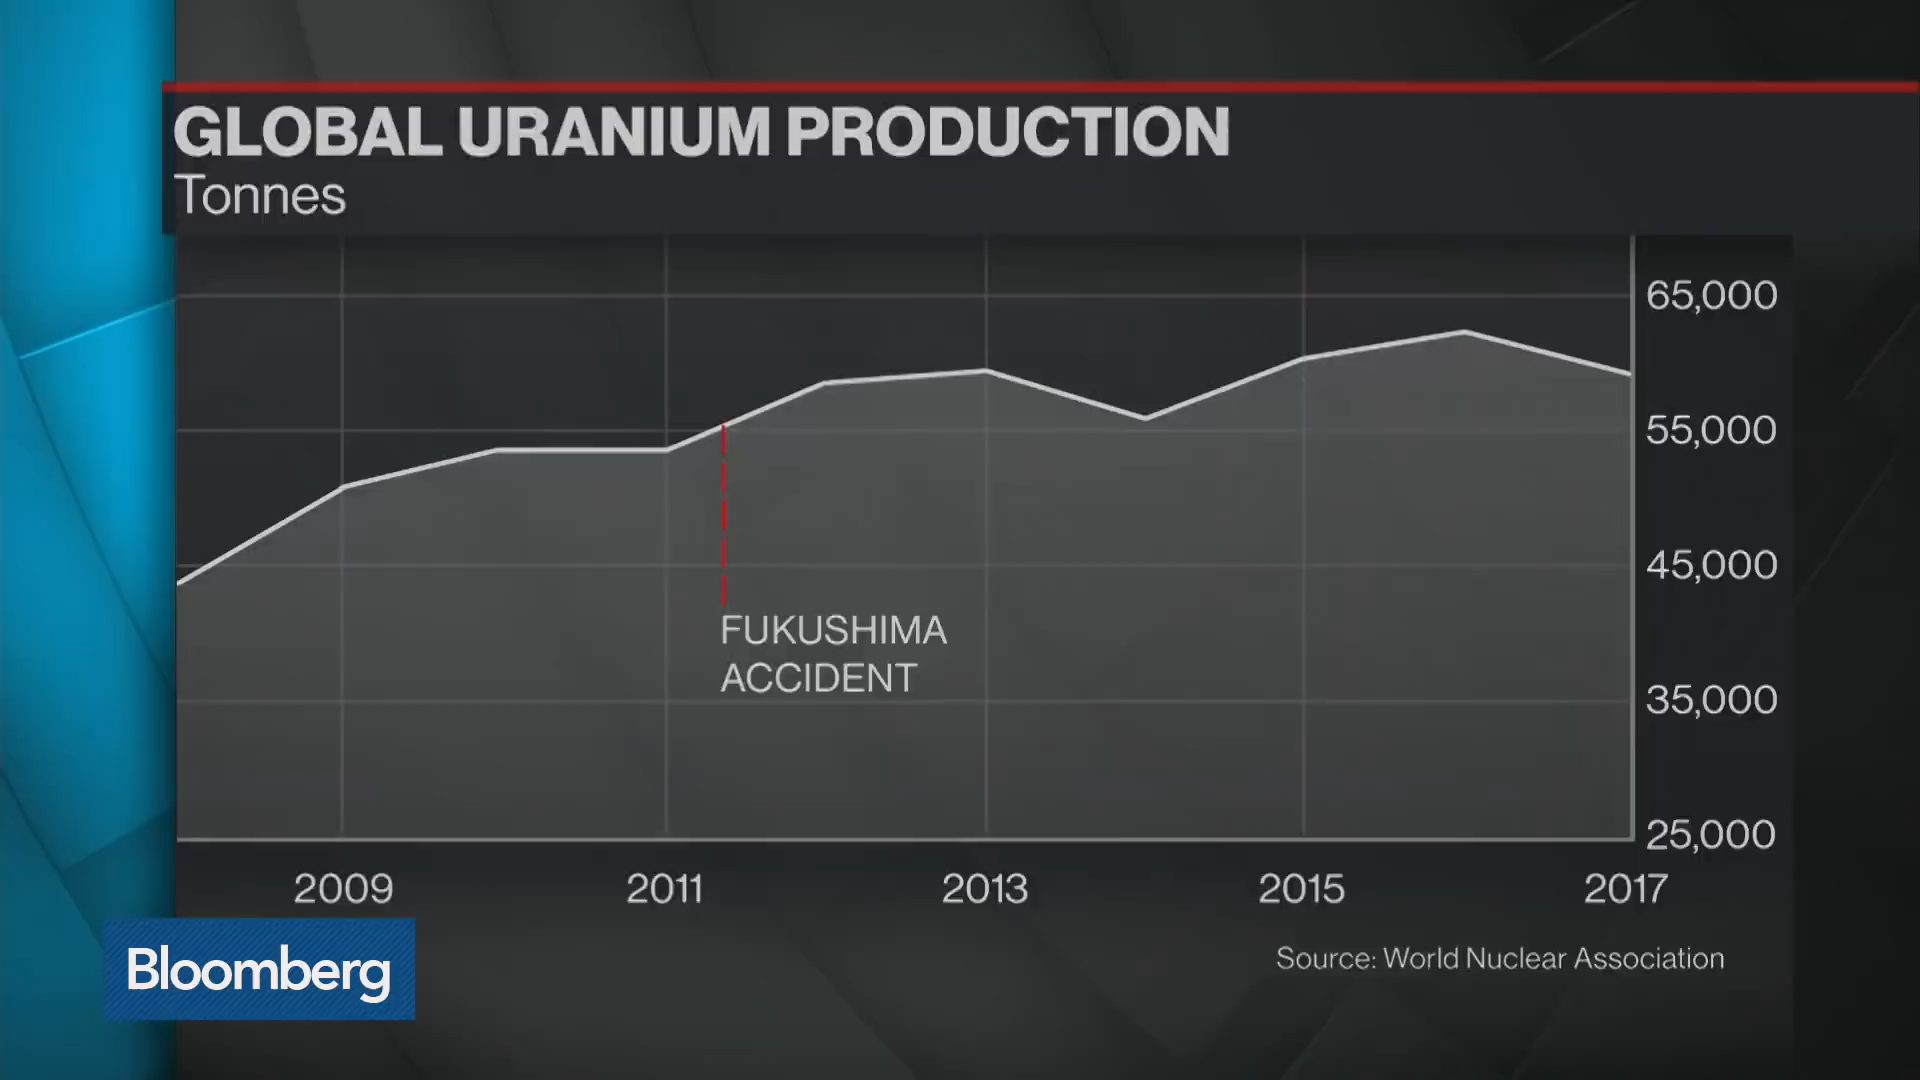 GLOBAL URANIUM PRODUCTION
Tonnes
65,000
55,000
45,000
35,000
25,000
FUKUSHIMA
ACCIDENT
2009
2011
2013
2015
2017
Source: World Nuclear Association
Bloomberg